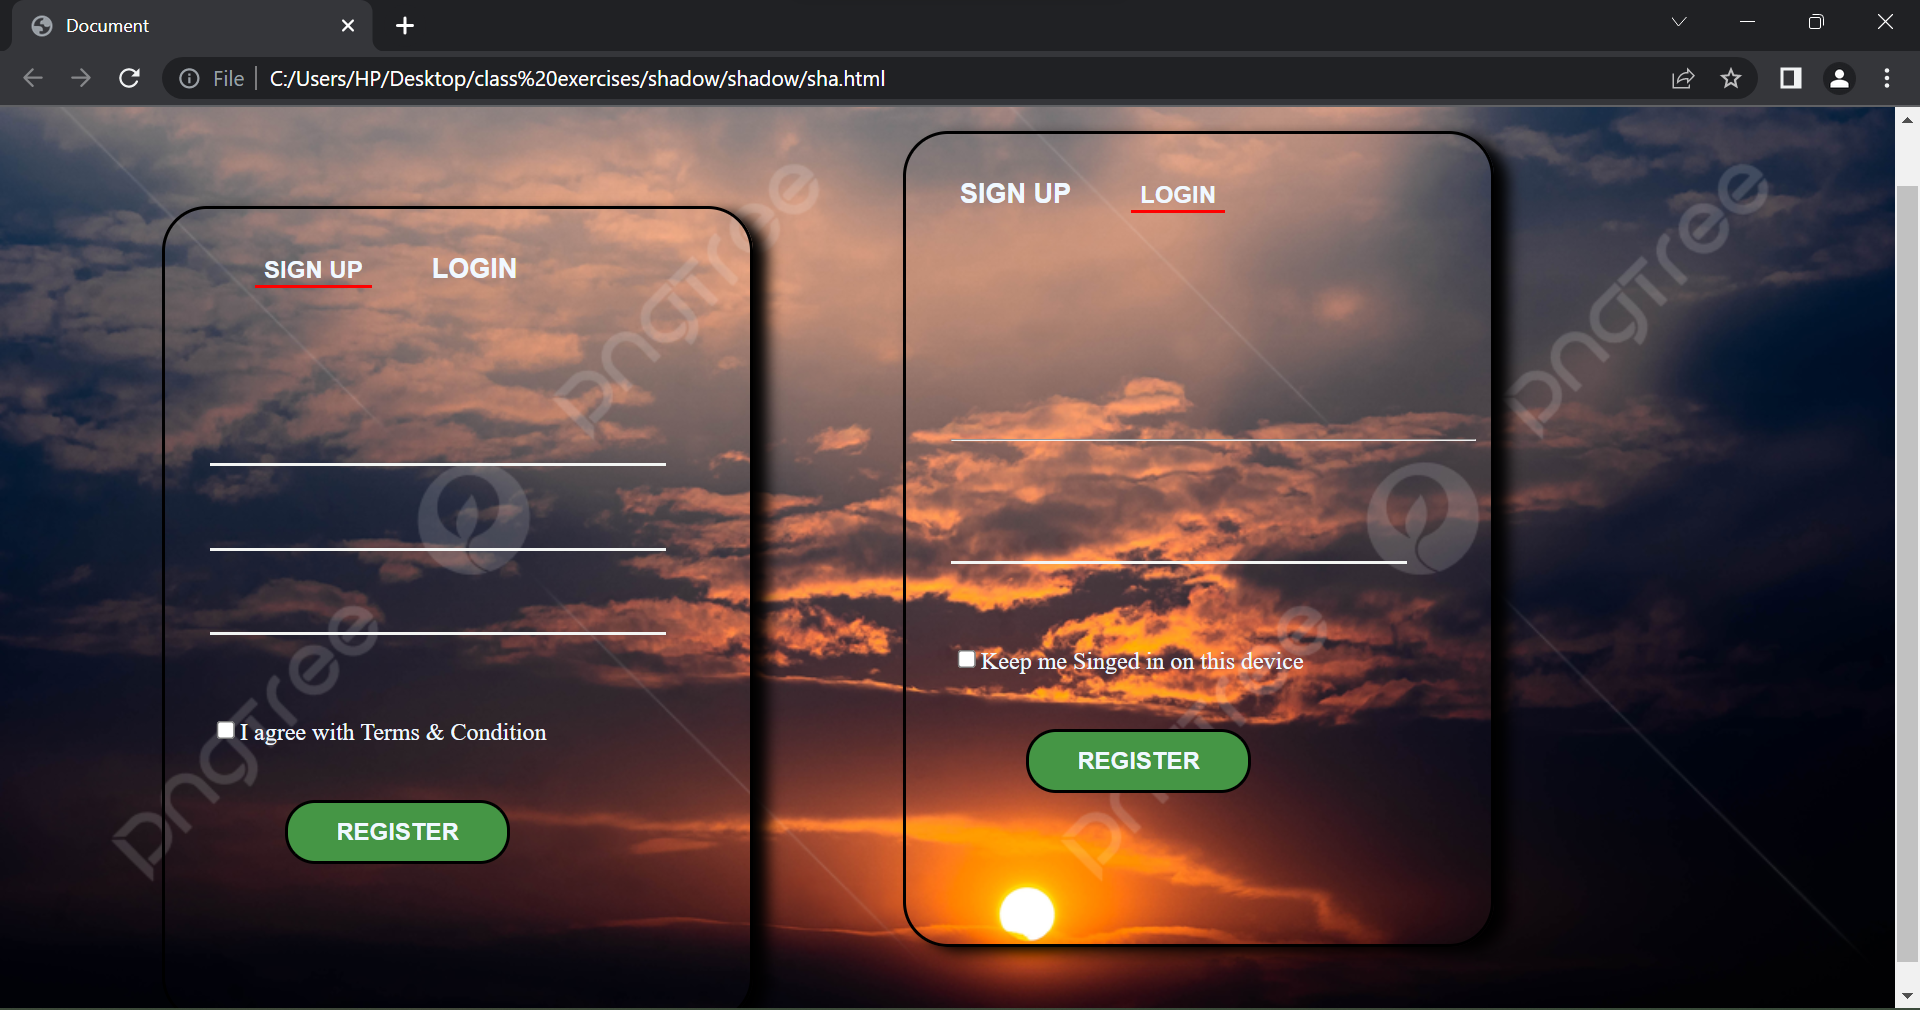 Document
File
C:/Users/HP/Desktop/class%20exercises/shadow/shadow/sha.html
SIGN UP LOGIN
I agree with Terms & Condition
REGISTER
SIGN UP LOGIN
Keep me Singed in on this device
REGISTER
pngtree
pngtree
pngtree
pngtree